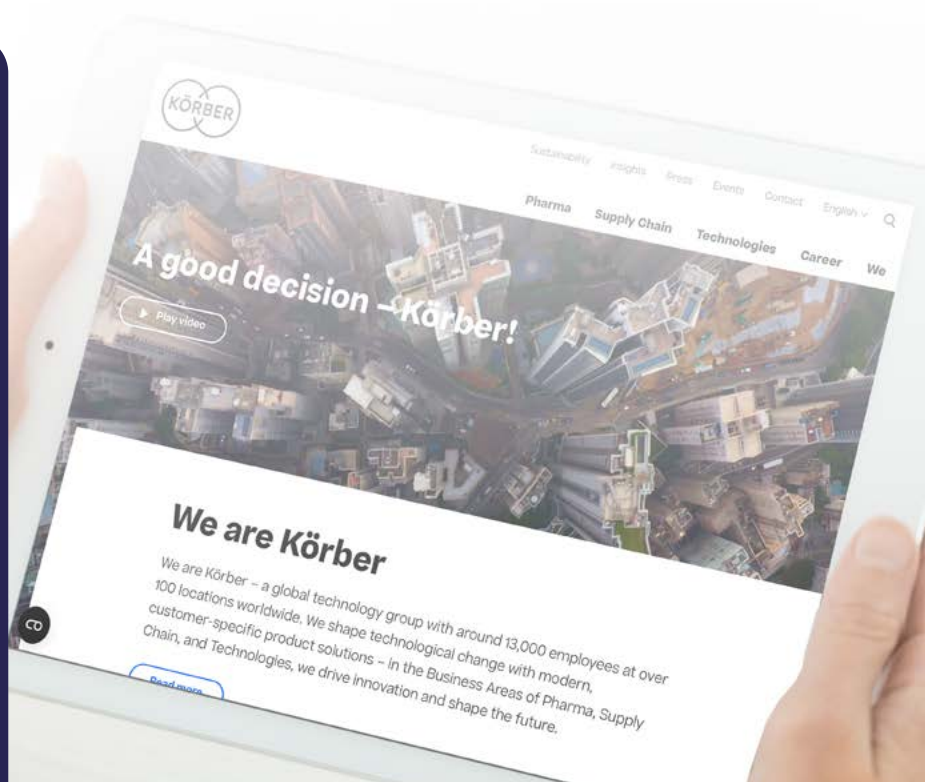 KÖRBER
Sustainability Insights Press Events Contact English
Pharma Supply Chain Technologies Career We
A good decision – Körber!
Play video
We are Körber
We are Körber – a global technology group with around 13,000 employees at over
100 locations worldwide. We shape technological change with modern,
customer-specific product solutions – in the Business Areas of Pharma, Supply
Chain, and Technologies, we drive innovation and shape the future.
Read more